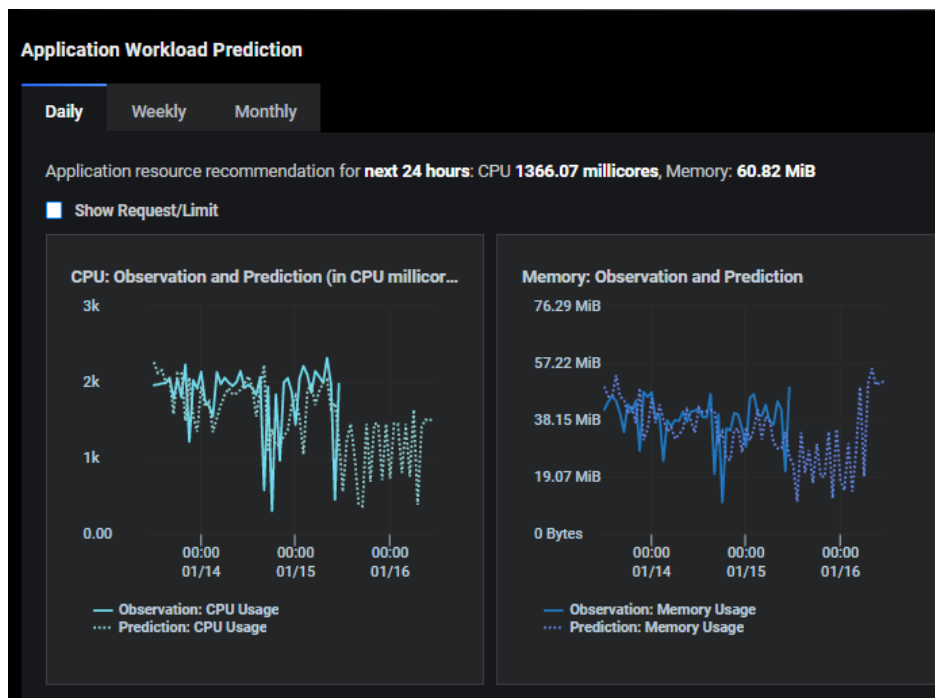 Application Workload Prediction
Daily Weekly Monthly
Application resource recommendation for next 24 hours: CPU 1366.07 millicores, Memory: 60.82 MiB
Show Request/Limit
CPU: Observation and Prediction (in CPU millicor...
3k
2k
1k
0.00
00:00 00:00 00:00
01/14 01/15 01/16
Observation: CPU Usage
Prediction: CPU Usage
Memory: Observation and Prediction
76.29 MiB
57.22 MiB
38.15 MiB
19.07 MiB
0 Bytes
00:00 00:00 00:00
01/14 01/15 01/16
Observation: Memory Usage
Prediction: Memory Usage